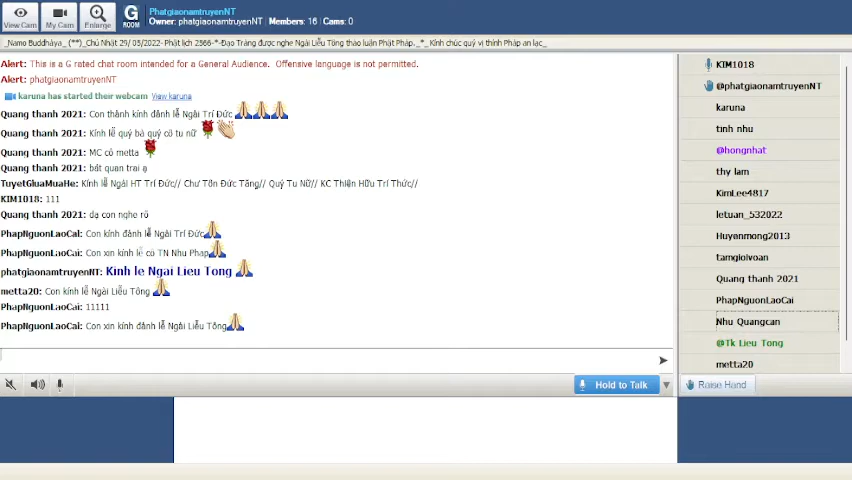 PhatgiaonamtruyenNT
Owner: phatgiaonamtruyenNT | Members: 16 | Cams: 0
View Cam
My Cam
Enlarge
G
ROOM
_Namo Buddhàya_ (**)_Chủ Nhật 29/ 05/2022- Phật lịch 2566-*-Đạo Tràng được nghe Ngài Liễu Tông thảo luận Phật Pháp._*_ Kính chúc quý vị thính Pháp an lạc_
Alert: This is a G rated chat room intended for a General Audience. Offensive language is not permitted.
Alert: phatgiaonamtruyenNT
karuna has started their webcam View karuna
Quang thanh 2021: Con thành kính đảnh lễ Ngài Trí Đức
Quang thanh 2021: Kính lễ quý bà quý cô tu nữ
Quang thanh 2021: MC cô metta
Quang thanh 2021: bát quan trai ạ
TuyetGiuaMuaHe: Kính lễ Ngài HT Trí Đức// Chư Tôn Đức Tăng// Quý Tu Nữ// KC Thiện Hữu Trí Thức//
KIM1018: 111
Quang thanh 2021: dạ con nghe rõ
PhapNguonLaoCai: Con kính đảnh lễ Ngài Trí Đức
PhapNguonLaoCai: Con xin kính lễ cô TN Nhu Phap
phatgiaonamtruyenNT: Kinh le Ngai Lieu Tong
metta20: Con kính lễ Ngài Liễu Tông
PhapNguonLaoCai: 11111
PhapNguonLaoCai: Con xin kính đảnh lễ Ngài Liễu Tông
Hold to Talk
KIM1018
@phatgiaonamtruyenNT
karuna
tinh nhu
@hongnhat
thy lam
KimLee4817
letuan_532022
Huyenmong2013
tamgioivoan
Quang thanh 2021
PhapNguonLaoCai
Nhu Quangcan
@Tk Lieu Tong
metta20
Raise Hand